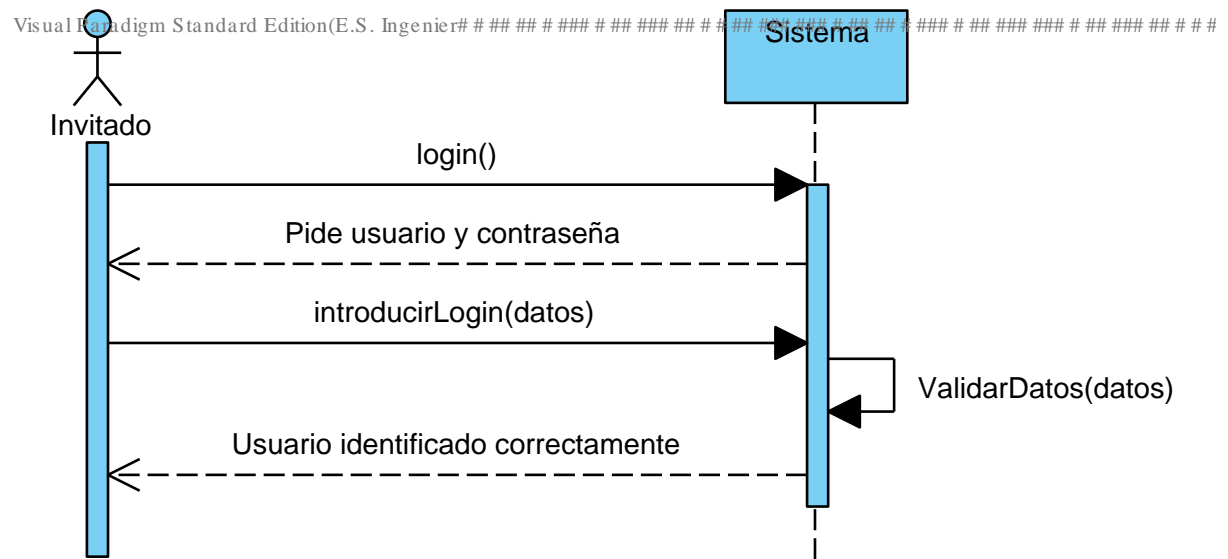 Visual Paradigm Standard Edition(E.S. Ingenier# # ## ## # ### # ## ### ## # # ## ### ### # ## ## # ### # ## ### ### # ## ### ## # # #
Sistema
Invitado
login()
Pide usuario y contraseña
introducirLogin(datos)
ValidarDatos(datos)
Usuario identificado correctamente